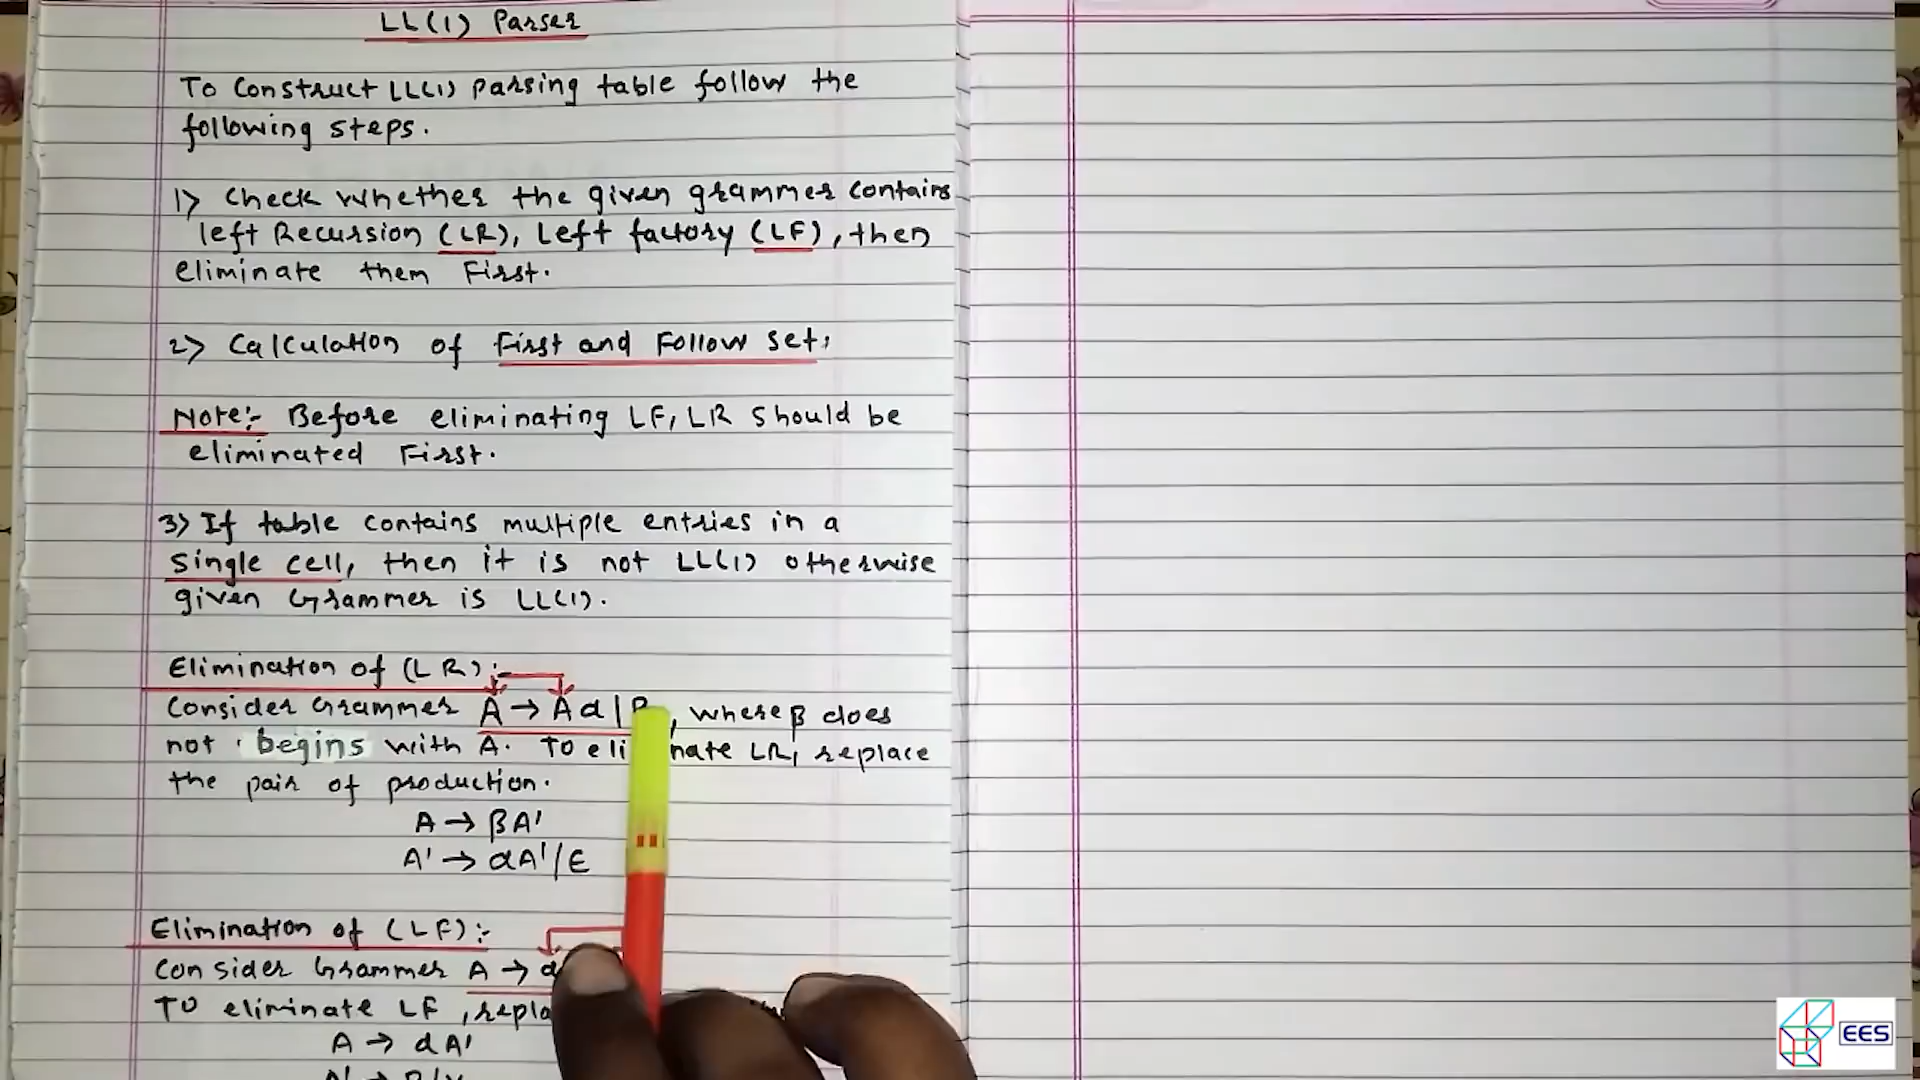 LL(1) Parser
To Construct LL(1) parsing table follow the
following steps.
1> Check whether the given grammer contains
left Recursion (LR), Left factory (LF), then
eliminate them First.
2> Calculation of First and Follow set:
Note:- Before eliminating LF, LR should be
eliminated First.
3> If table contains multiple entries in a
single cell, then it is not LL(1) otherwise
given Grammer is LL(1).
Elimination of (LR):-
Consider Grammer A → Aα | β, where β does
not begins with A. To eli nate LR, replace
the pair of production.
A → βA'
A' → αA'/ε
Elimination of (LF):-
Consider Grammer A → α
To eliminate LF, repla
A → αA'
A' → β/γ
EES